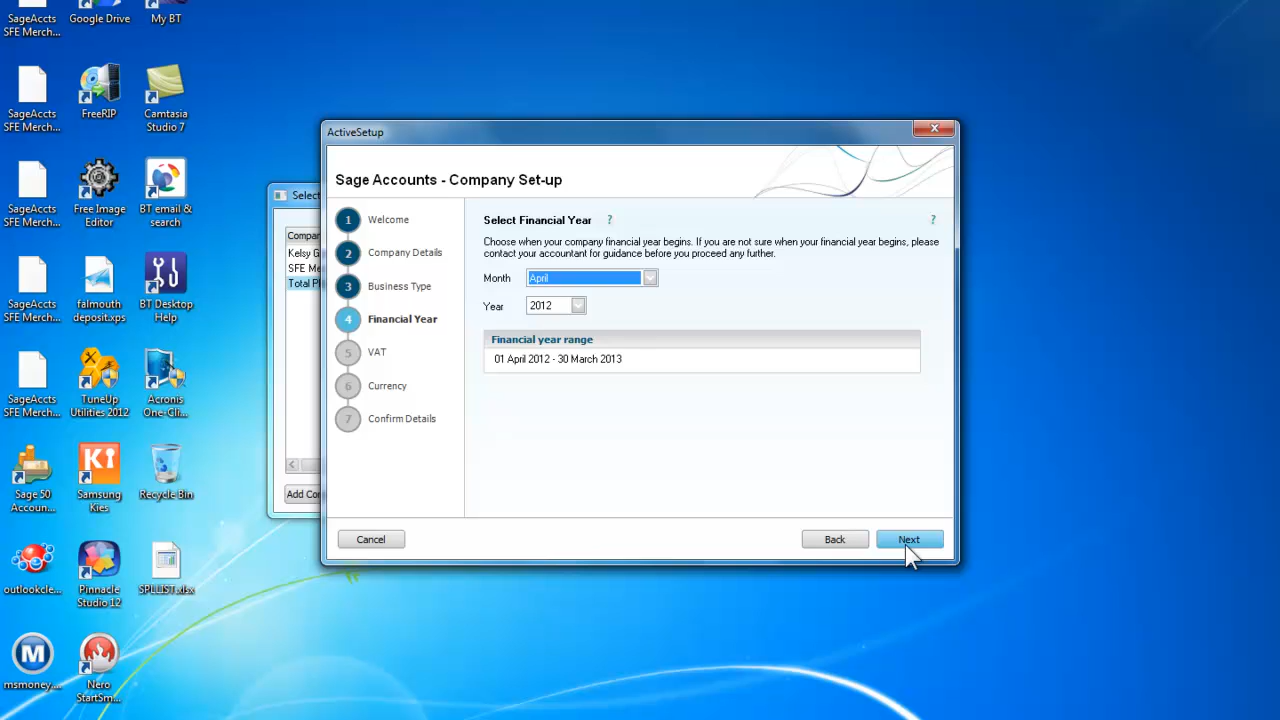 SageAccts
SFE Merch...
Google Drive
My BT
SageAccts
SFE Merch...
FreeRIP
Camtasia
Studio 7
SageAccts
SFE Merch...
Free Image
Editor
BT email &
search
SageAccts
SFE Merch...
falmouth
deposit.xps
BT Desktop
Help
SageAccts
SFE Merch...
TuneUp
Utilities 2012
Acronis
One-Cli...
Sage 50
Accoun...
Ki
Samsung
Kies
Recycle Bin
outlookcle...
Pinnacle
Studio 12
SPLLIST.xlsx
M
msmoney....
Nero
StartSm...
Select
Compan
Kelsy G
SFE Me
Total Pl
Add Co
ActiveSetup
Sage Accounts - Company Set-up
1 Welcome
2 Company Details
3 Business Type
4 Financial Year
5 VAT
6 Currency
7 Confirm Details
Select Financial Year ? ?
Choose when your company financial year begins. If you are not sure when your financial year begins, please
contact your accountant for guidance before you proceed any further.
Month April
Year 2012
Financial year range
01 April 2012 - 30 March 2013
Cancel Back Next